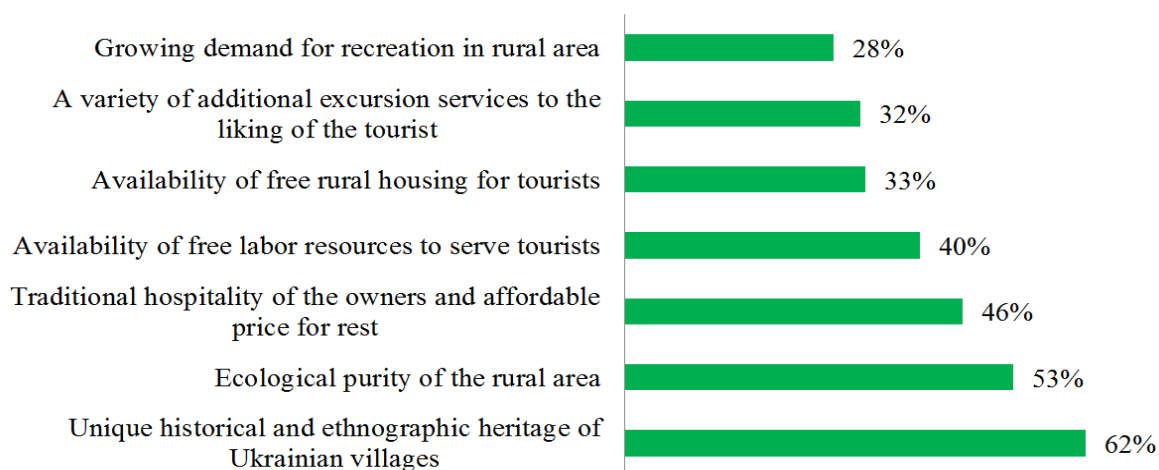 Growing demand for recreation in rural area
28%
A variety of additional excursion services to the
liking of the tourist
32%
Availability of free rural housing for tourists
33%
Availability of free labor resources to serve tourists
40%
Traditional hospitality of the owners and affordable
price for rest
46%
Ecological purity of the rural area
53%
Unique historical and ethnographic heritage of
Ukrainian villages
62%